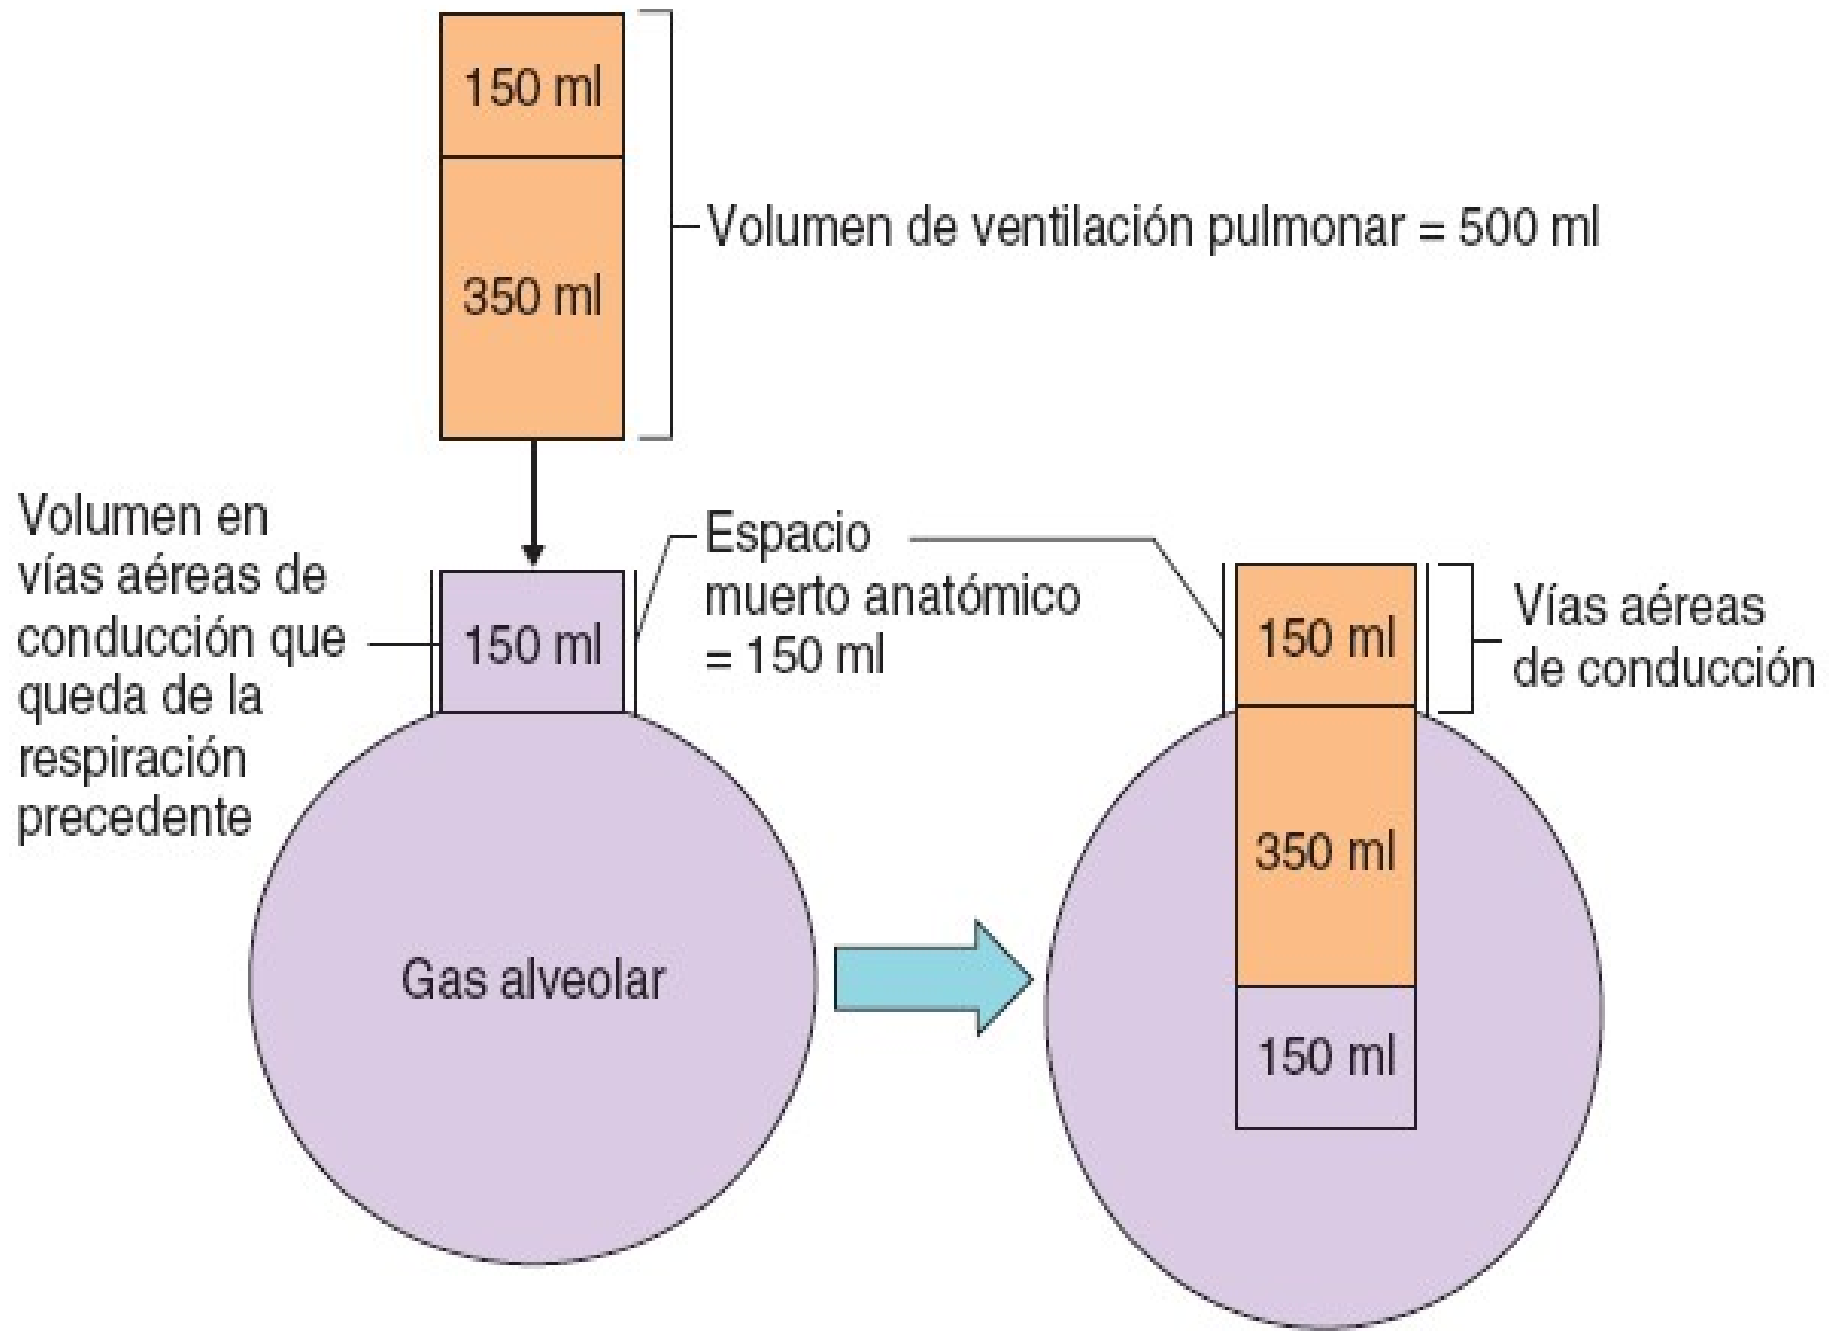 150 ml
350 ml
Volumen de ventilación pulmonar = 500 ml
Volumen en
vías aéreas de
conducción que
queda de la
respiración
precedente
150 ml
Espacio
muerto anatómico
= 150 ml
150 ml
Vías aéreas
de conducción
350 ml
Gas alveolar
150 ml